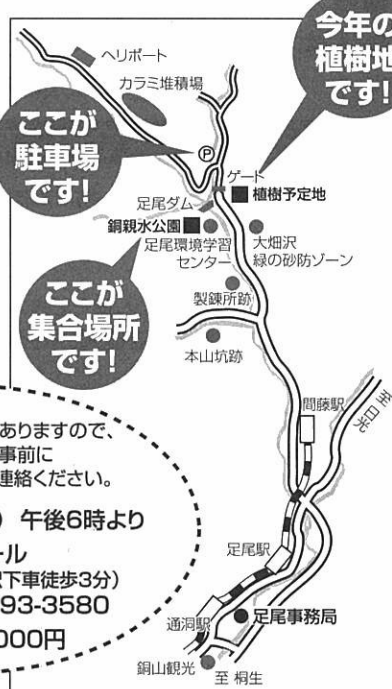 今年の
植樹地
です!
ヘリポート
カラミ堆積場
ここが
駐車場
です!
P
ゲート
植樹予定地
足尾ダム
銅親水公園
足尾環境学習
センター
大畑沢
緑の砂防ゾーン
ここが
集合場所
です!
製錬所跡
本山坑跡
間藤駅
至 日光
ありますので、
事前に
連絡ください。
午後6時より
ール
下車徒歩3分)
93-3580
000円
足尾駅
通洞駅
足尾事務局
銅山観光
至 桐生